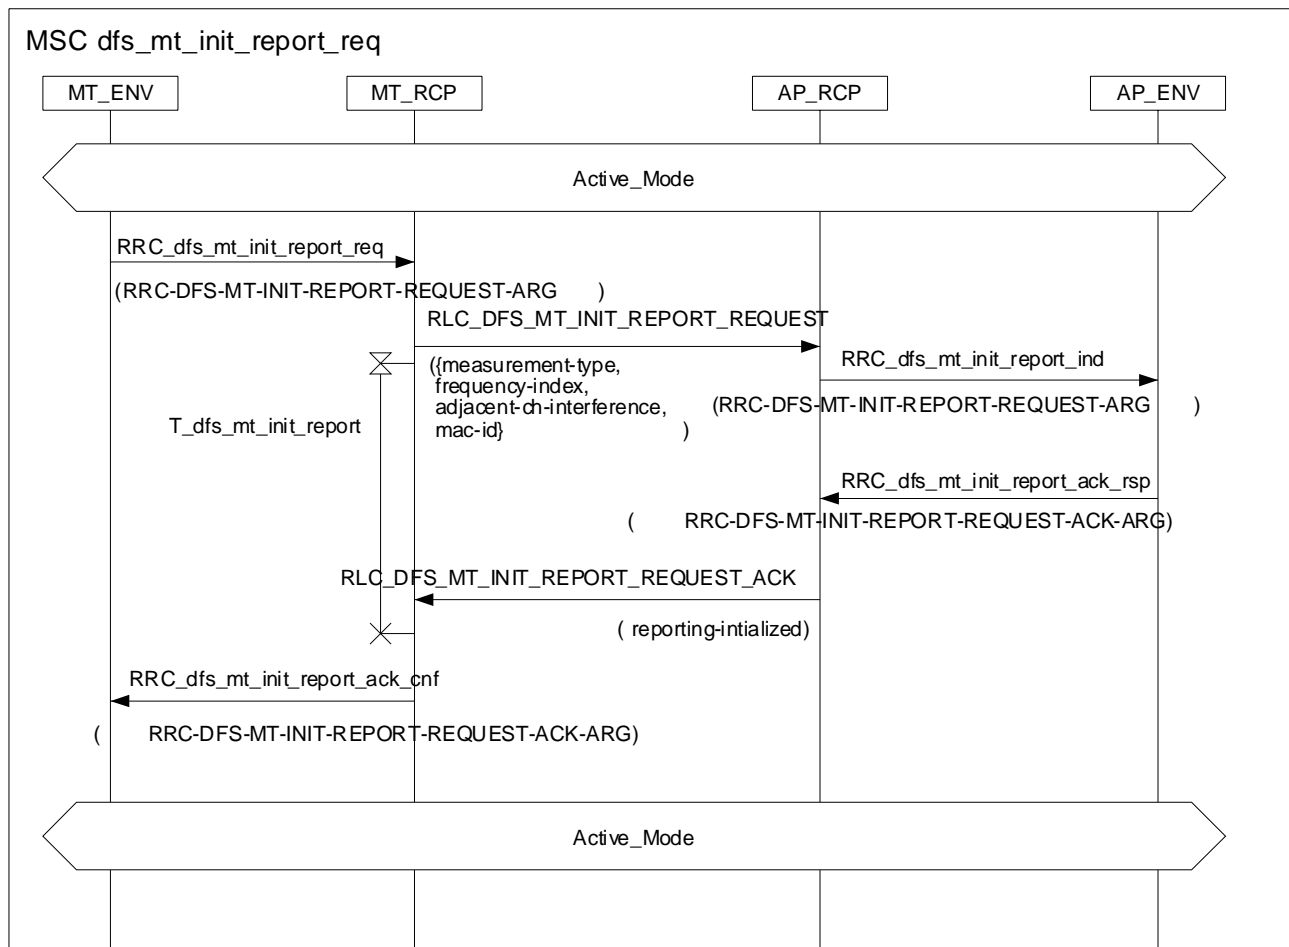 MSC dfs_mt_init_report_req
MT_ENV MT_RCP AP_RCP AP_ENV
Active_Mode
RRC_dfs_mt_init_report_req
(RRC-DFS-MT-INIT-REPORT-REQUEST-ARG )
RLC_DFS_MT_INIT_REPORT_REQUEST
({measurement-type,
frequency-index,
adjacent-ch-interference,
mac-id} )
RRC_dfs_mt_init_report_ind
(RRC-DFS-MT-INIT-REPORT-REQUEST-ARG )
T_dfs_mt_init_report
RRC_dfs_mt_init_report_ack_rsp
( RRC-DFS-MT-INIT-REPORT-REQUEST-ACK-ARG)
RLC_DFS_MT_INIT_REPORT_REQUEST_ACK
( reporting-intialized)
RRC_dfs_mt_init_report_ack_cnf
( RRC-DFS-MT-INIT-REPORT-REQUEST-ACK-ARG)
Active_Mode